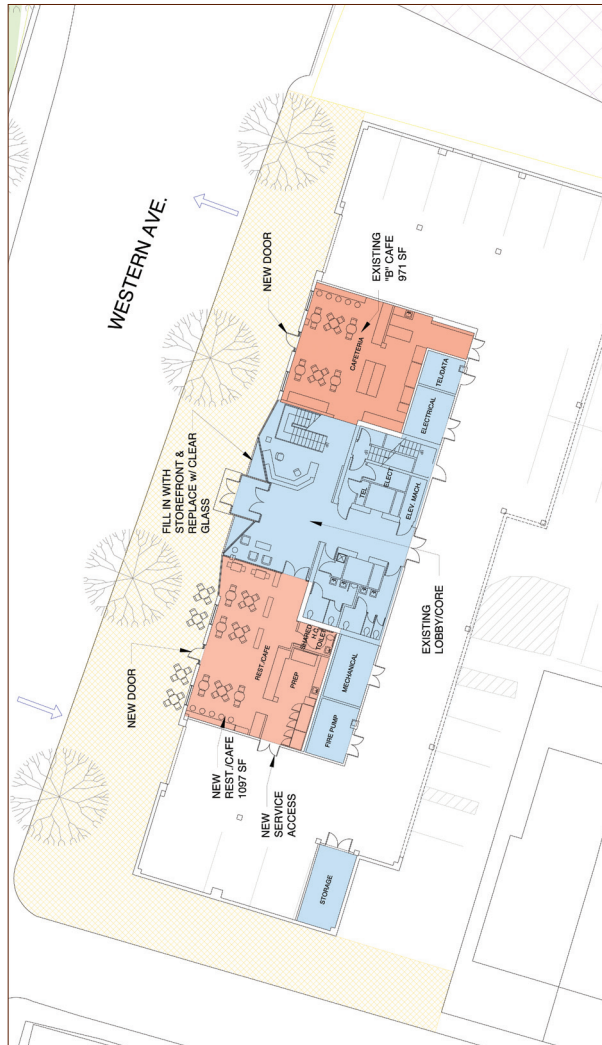 WESTERN AVE.
NEW DOOR
FILL IN WITH
STOREFRONT &
REPLACE w/ CLEAR
GLASS
NEW DOOR
EXISTING
"B" CAFE
971 SF
CAFETERIA
TEL/DATA
ELECTRICAL
ELECT
TEL
ELEV. MACH.
EXISTING
LOBBY/CORE
REST./CAFE
SHARED
H.C.
TOILET
PREP
MECHANICAL
FIRE PUMP
NEW
REST./CAFE
1097 SF
NEW
SERVICE
ACCESS
STORAGE